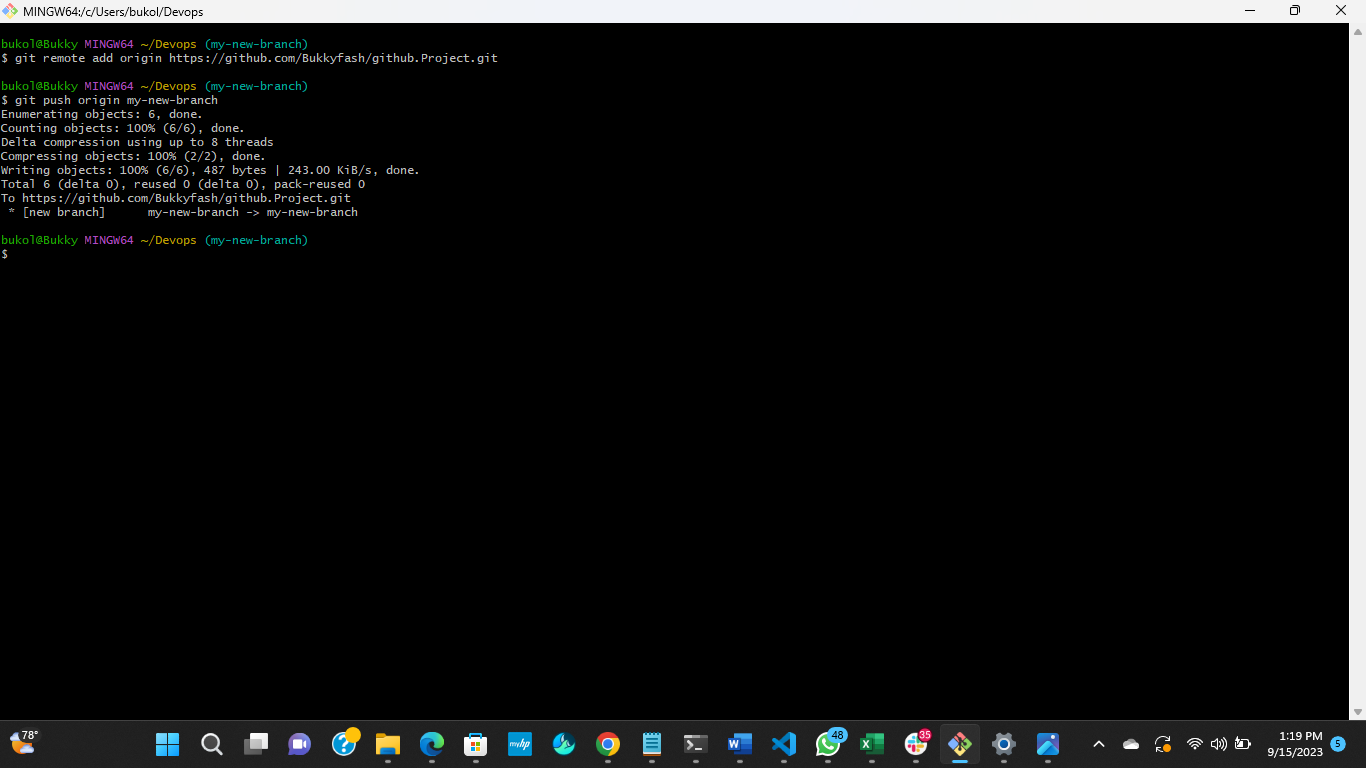 MINGW64:/c/Users/bukol/Devops
bukol@Bukky MINGW64 ~/Devops (my-new-branch)
$ git remote add origin https://github.com/Bukkyfash/github.Project.git
bukol@Bukky MINGW64 ~/Devops (my-new-branch)
$ git push origin my-new-branch
Enumerating objects: 6, done.
Counting objects: 100% (6/6), done.
Delta compression using up to 8 threads
Compressing objects: 100% (2/2), done.
Writing objects: 100% (6/6), 487 bytes | 243.00 KiB/s, done.
Total 6 (delta 0), reused 0 (delta 0), pack-reused 0
To https://github.com/Bukkyfash/github.Project.git
 * [new branch]      my-new-branch -> my-new-branch
bukol@Bukky MINGW64 ~/Devops (my-new-branch)
$
78°
myhp
W
48
X
35
1:19 PM
9/15/2023
5